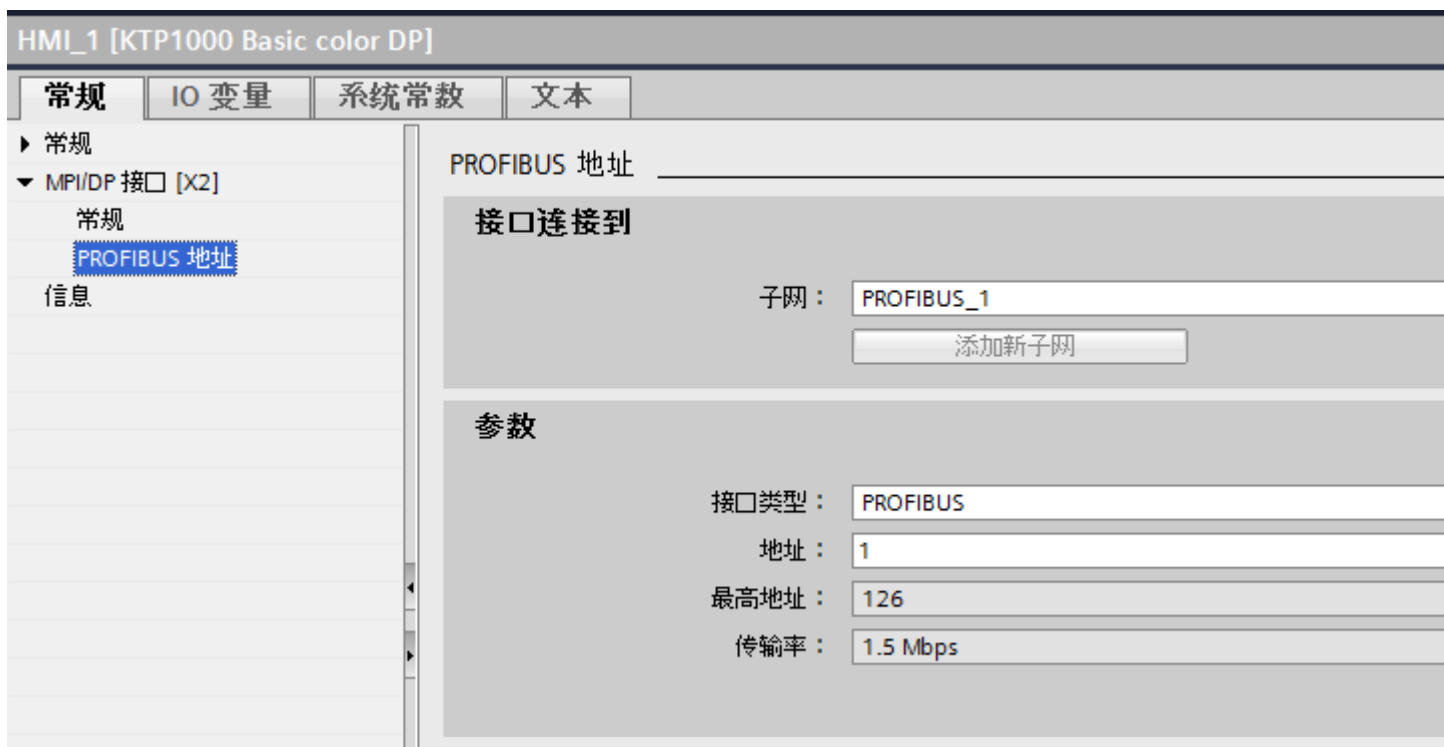 HMI_1 [KTP1000 Basic color DP]
常规 IO 变量 系统常数 文本
常规
MPI/DP 接口 [X2]
常规
PROFIBUS 地址
信息
PROFIBUS 地址
接口连接到
子网：
PROFIBUS_1
添加新子网
参数
接口类型：
PROFIBUS
地址：
1
最高地址：
126
传输率：
1.5 Mbps